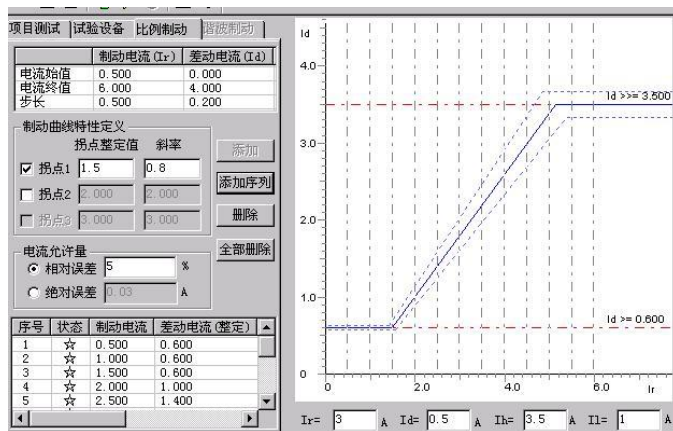 项目测试 试验设备 比例制动 谐波制动
制动电流(Ir) 差动电流(Id)
电流始值 0.500 0.000
电流终值 6.000 4.000
步长 0.500 0.200
制动曲线特性定义
拐点整定值 斜率
拐点1 1.5 0.8
拐点2 2.000 2.000
拐点3 3.000 3.000
添加
添加序列
删除
全部删除
电流允许量
相对误差 5 %
绝对误差 0.03 A
序号 状态 制动电流 差动电流(整定)
1 ☆ 0.500 0.600
2 ☆ 1.000 0.600
3 ☆ 1.500 0.600
4 ☆ 2.000 1.000
5 ☆ 2.500 1.400
Id
4.0
3.0
2.0
1.0
0
0 2.0 4.0 6.0 Ir
Id >>= 3.500
Id >= 0.600
Ir= 3 A Id= 0.5 A Ih= 3.5 A Il= 1 A